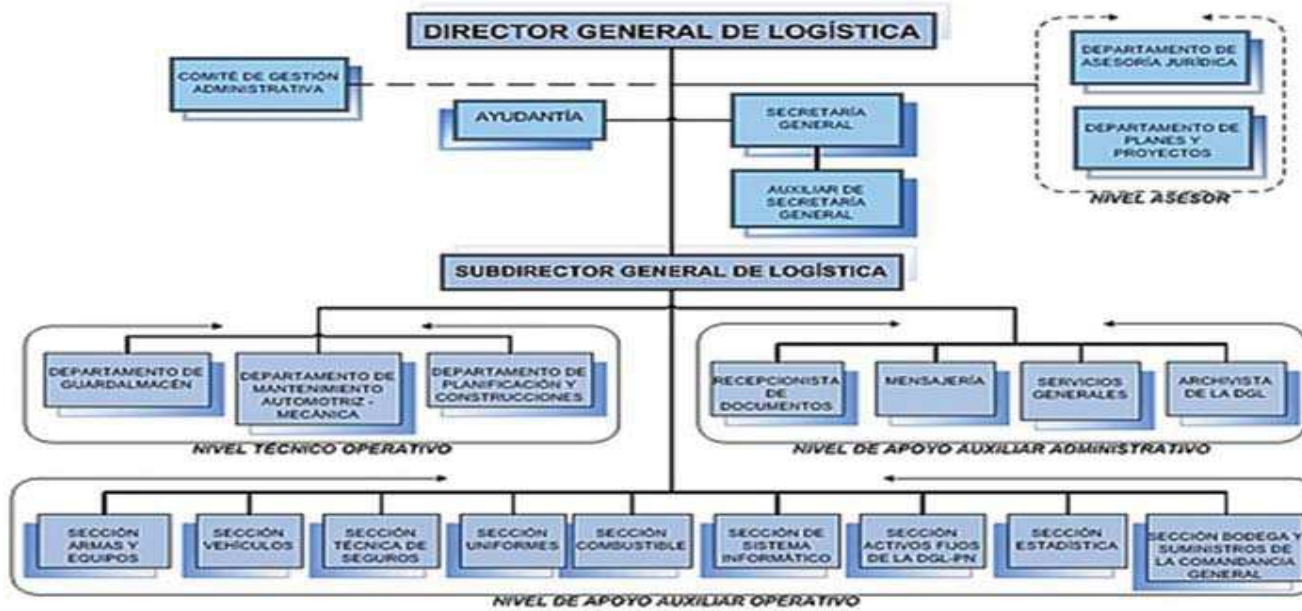 DIRECTOR GENERAL DE LOGÍSTICA
COMITÉ DE GESTIÓN
ADMINISTRATIVA
DEPARTAMENTO DE
ASESORÍA JURÍDICA
AYUDANTÍA
SECRETARÍA
GENERAL
DEPARTAMENTO DE
PLANES Y
PROYECTOS
AUXILIAR DE
SECRETARÍA
GENERAL
NIVEL ASESOR
SUBDIRECTOR GENERAL DE LOGÍSTICA
DEPARTAMENTO DE
GUARDALMACÉN
DEPARTAMENTO DE
MANTENIMIENTO
AUTOMOTRIZ -
MECÁNICA
DEPARTAMENTO DE
PLANIFICACIÓN Y
CONSTRUCCIONES
NIVEL TÉCNICO OPERATIVO
RECEPCIONISTA
DE
DOCUMENTOS
MENSAJERÍA
SERVICIOS
GENERALES
ARCHIVISTA
DE LA DGL
NIVEL DE APOYO AUXILIAR ADMINISTRATIVO
SECCIÓN
ARMAS Y
EQUIPOS
SECCIÓN
VEHÍCULOS
SECCIÓN
TÉCNICA DE
SEGUROS
SECCIÓN
UNIFORMES
SECCIÓN
COMBUSTIBLE
SECCIÓN DE
SISTEMA
INFORMÁTICO
SECCIÓN
ACTIVOS FIJOS
DE LA DGL-PN
SECCIÓN
ESTADÍSTICA
SECCIÓN BODEGA Y
SUMINISTROS DE
LA COMANDANCIA
GENERAL
NIVEL DE APOYO AUXILIAR OPERATIVO